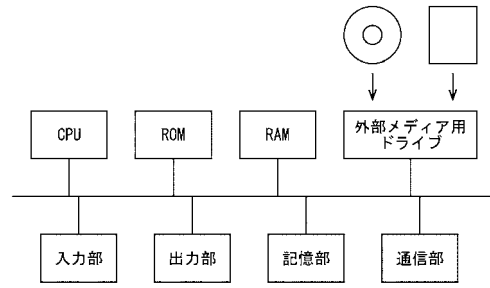 CPU
ROM
RAM
外部メディア用
ドライブ
入力部
出力部
記憶部
通信部